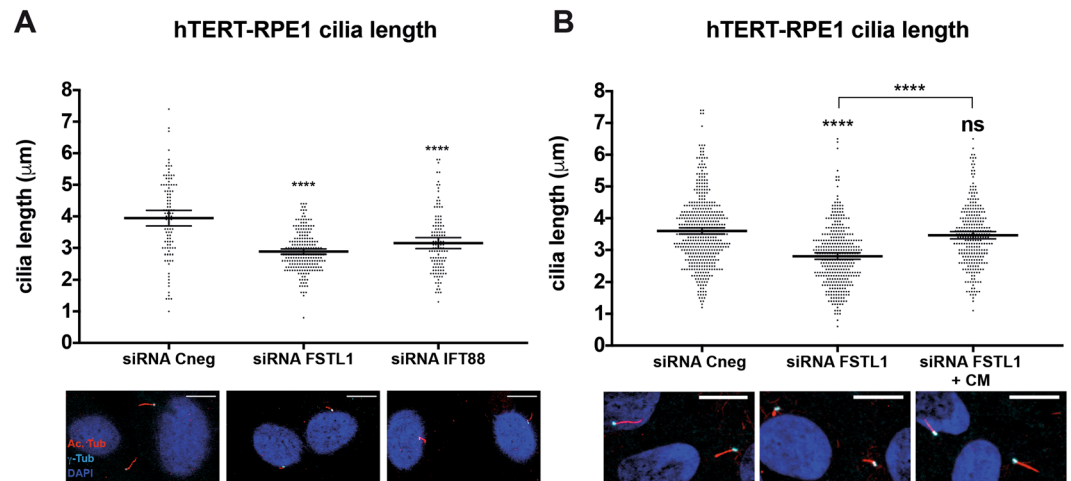 A
hTERT-RPE1 cilia length
cilia length (μm)
8
7
6
5
4
3
2
1
0
****
****
siRNA Cneg
siRNA FSTL1
siRNA IFT88
Ac. Tub
γ-Tub
DAPI
B
hTERT-RPE1 cilia length
cilia length (μm)
8
7
6
5
4
3
2
1
0
****
****
ns
siRNA Cneg
siRNA FSTL1
siRNA FSTL1
+ CM